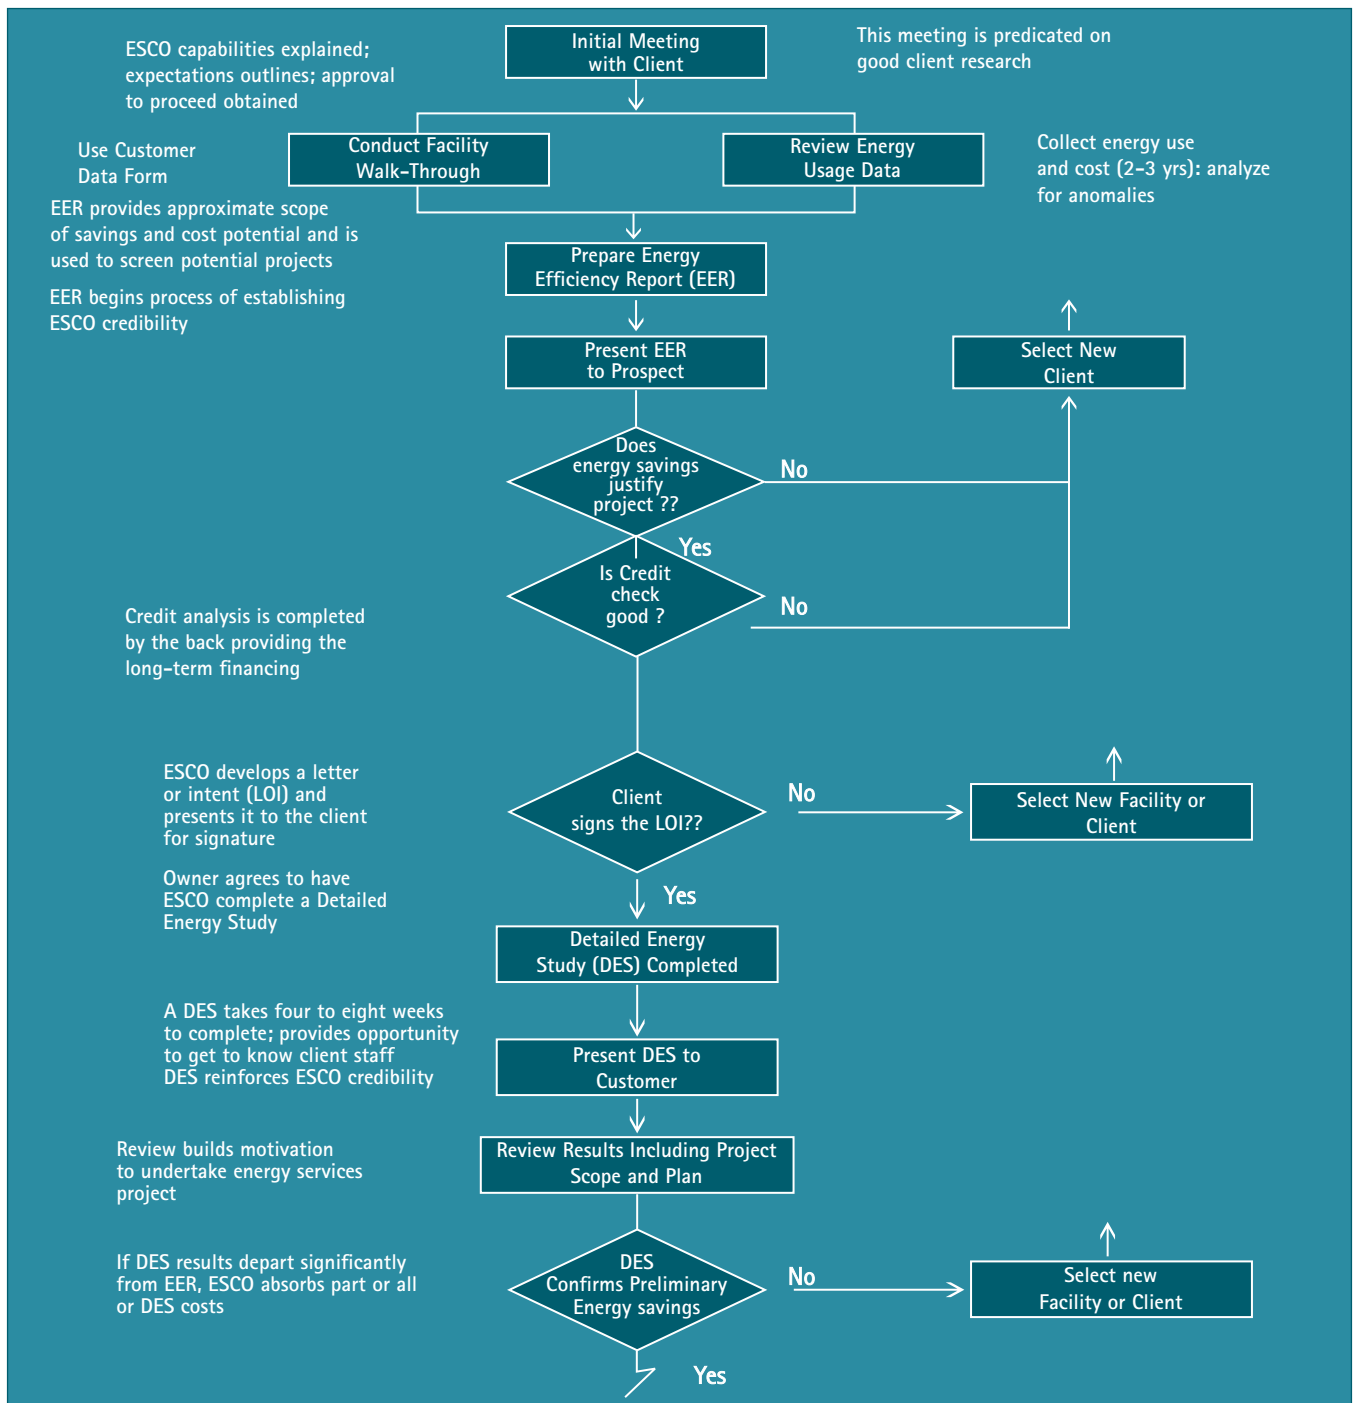 ESCO capabilities explained;
expectations outlines; approval
to proceed obtained
Initial Meeting
with Client
This meeting is predicated on
good client research
Use Customer
Data Form
Conduct Facility
Walk-Through
Review Energy
Usage Data
Collect energy use
and cost (2-3 yrs): analyze
for anomalies
EER provides approximate scope
of savings and cost potential and is
used to screen potential projects
EER begins process of establishing
ESCO credibility
Prepare Energy
Efficiency Report (EER)
Present EER
to Prospect
Select New
Client
Does
energy savings
justify
project ??
No
Yes
Is Credit
check
good ?
No
Credit analysis is completed
by the back providing the
long-term financing
ESCO develops a letter
or intent (LOI) and
presents it to the client
for signature
Client
signs the LOI??
No
Select New Facility or
Client
Owner agrees to have
ESCO complete a Detailed
Energy Study
Yes
Detailed Energy
Study (DES) Completed
A DES takes four to eight weeks
to complete; provides opportunity
to get to know client staff
DES reinforces ESCO credibility
Present DES to
Customer
Review builds motivation
to undertake energy services
project
Review Results Including Project
Scope and Plan
If DES results depart significantly
from EER, ESCO absorbs part or all
or DES costs
DES
Confirms Preliminary
Energy savings
No
Select new
Facility or Client
Yes